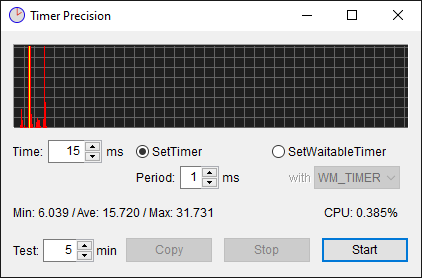 Timer Precision
Time: 15 ms SetTimer SetWaitableTimer
Period: 1 ms with WM_TIMER
Min: 6.039 / Ave: 15.720 / Max: 31.731 CPU: 0.385%
Test: 5 min Copy Stop Start